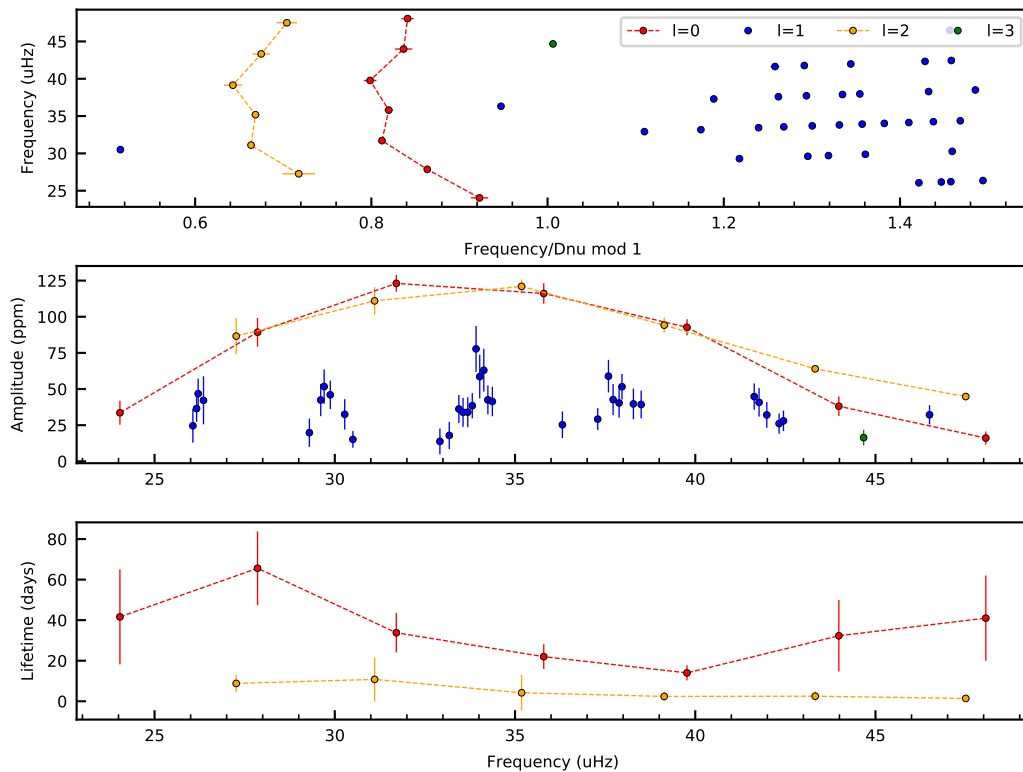 l=0 l=1 l=2 l=3
Frequency (uHz)
45
40
35
30
25
0.6 0.8 1.0 1.2 1.4
Frequency/Dnu mod 1
Amplitude (ppm)
125
100
75
50
25
0
25 30 35 40 45
Lifetime (days)
80
60
40
20
0
25 30 35 40 45
Frequency (uHz)